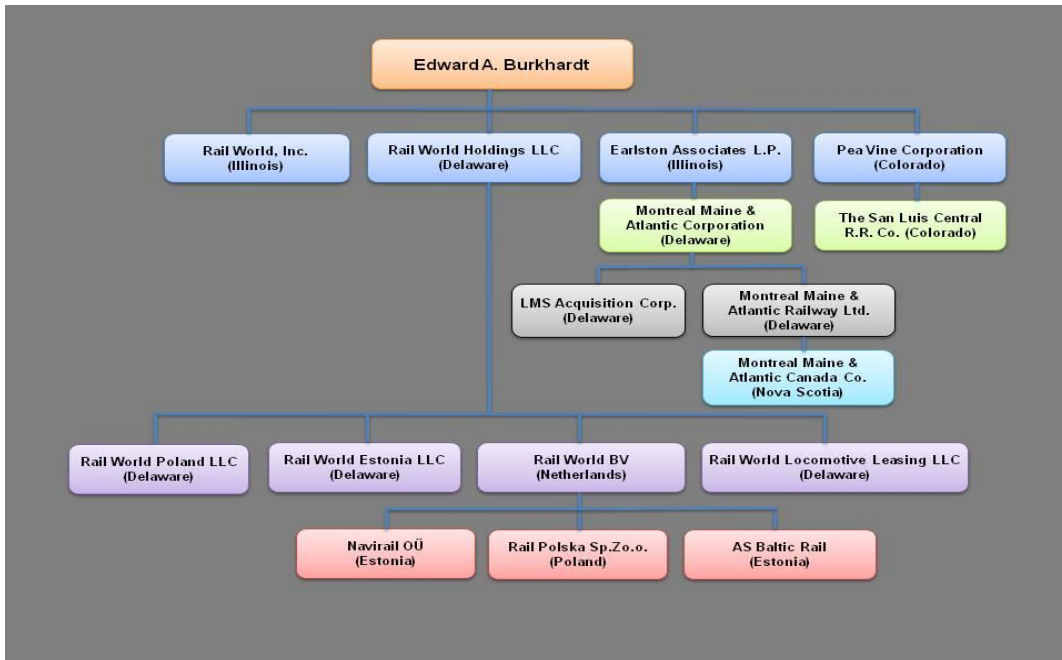 Edward A. Burkhardt
Rail World, Inc.
(Illinois)
Rail World Holdings LLC
(Delaware)
Earlston Associates L.P.
(Illinois)
Pea Vine Corporation
(Colorado)
Montreal Maine &
Atlantic Corporation
(Delaware)
The San Luis Central
R.R. Co. (Colorado)
LMS Acquisition Corp.
(Delaware)
Montreal Maine &
Atlantic Railway Ltd.
(Delaware)
Montreal Maine &
Atlantic Canada Co.
(Nova Scotia)
Rail World Poland LLC
(Delaware)
Rail World Estonia LLC
(Delaware)
Rail World BV
(Netherlands)
Rail World Locomotive Leasing LLC
(Delaware)
Navirail OÜ
(Estonia)
Rail Polska Sp.Zo.o.
(Poland)
AS Baltic Rail
(Estonia)